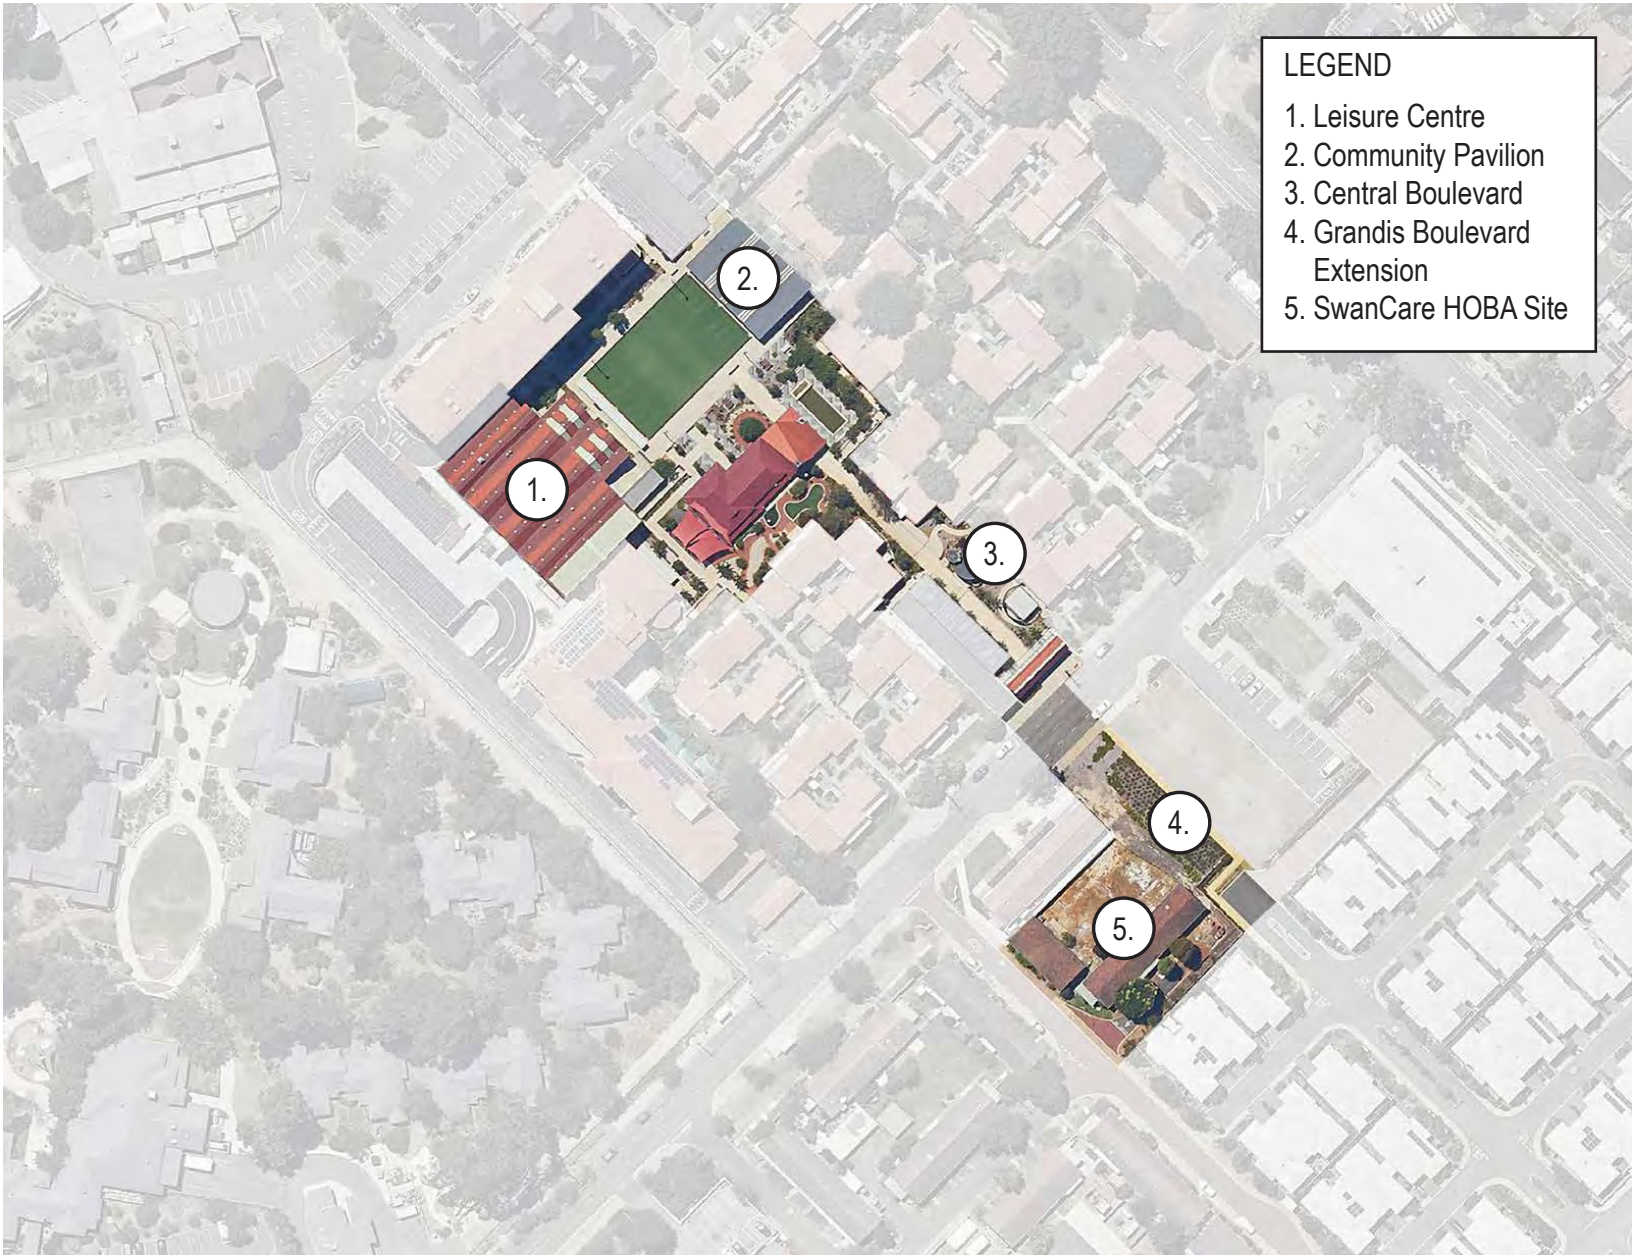 LEGEND
1. Leisure Centre
2. Community Pavilion
3. Central Boulevard
4. Grandis Boulevard
Extension
5. SwanCare HOBA Site
2.
1.
3.
4.
5.